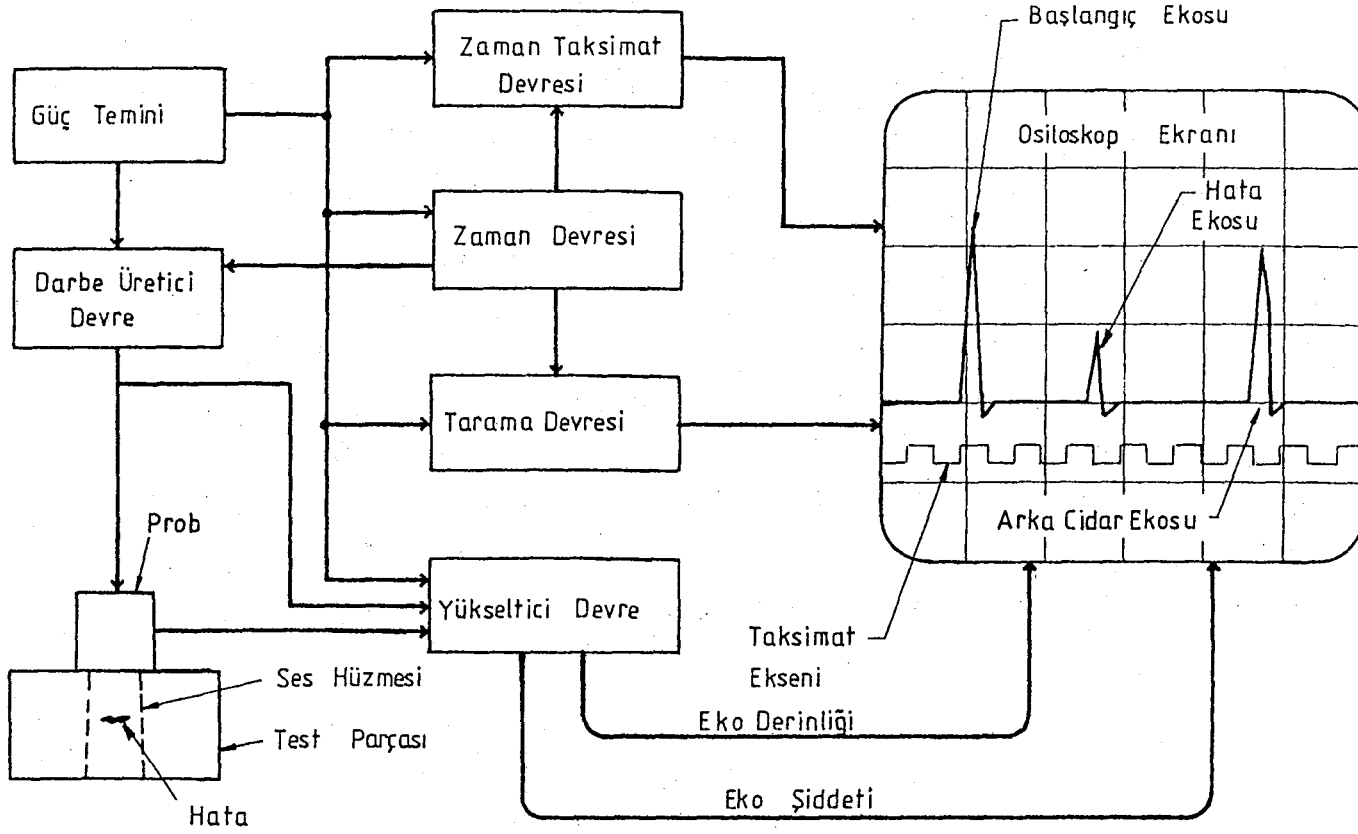 Başlangıç Ekosu
Zaman Taksimat
Devresi
Güç Temini
Osiloskop Ekranı
Hata
Ekosu
Zaman Devresi
Darbe Üretici
Devre
Tarama Devresi
Arka Cidar Ekosu
Prob
Yükseltici Devre
Taksimat
Ekseni
Ses Hüzmesi
Eko Derinliği
Test Parçası
Eko Şiddeti
Hata